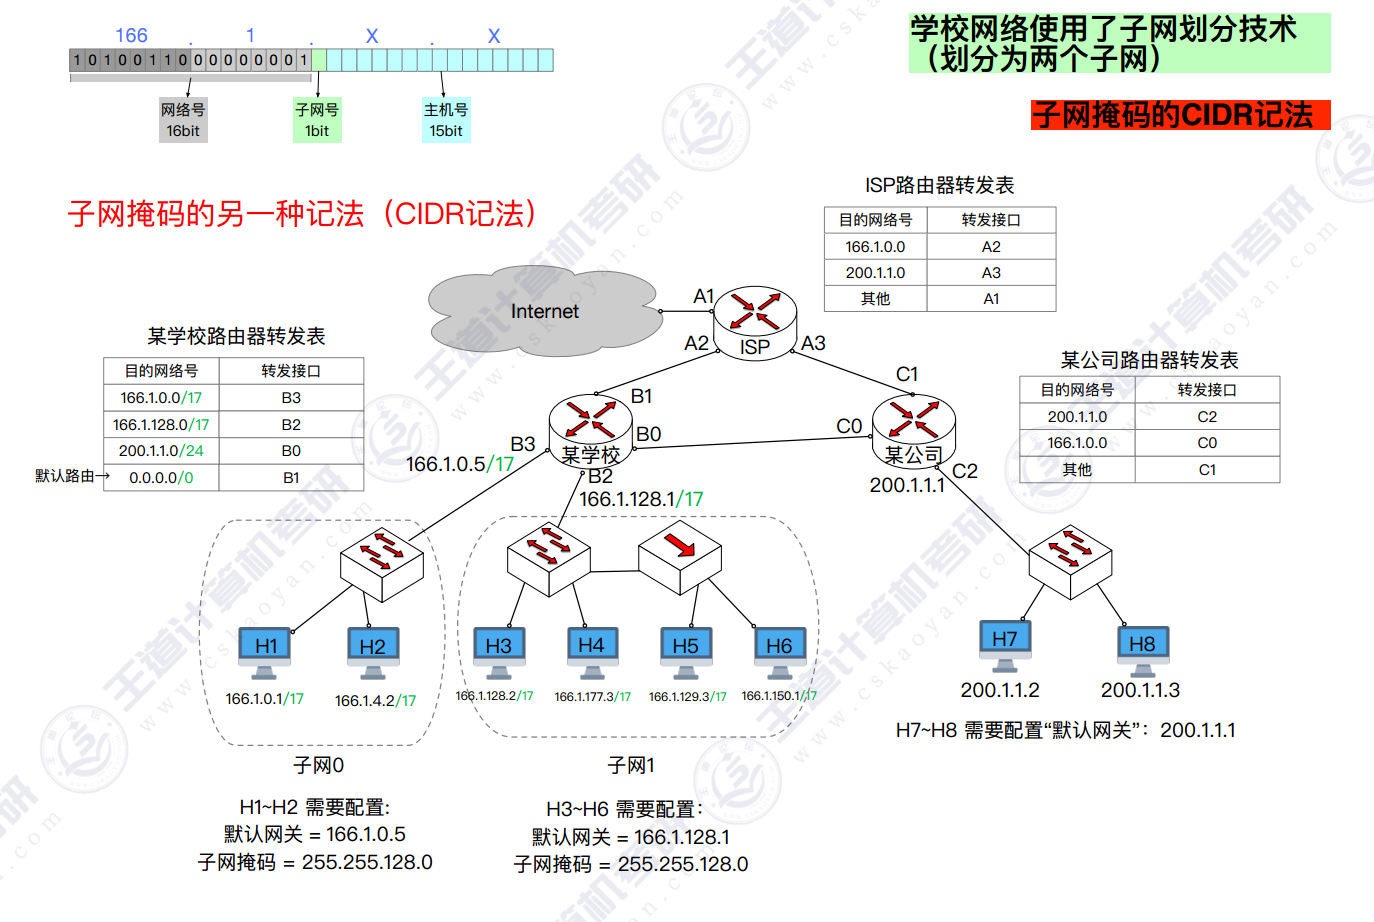 166 . 1 . X . X
1 0 1 0 0 1 1 0 0 0 0 0 0 0 0 1
网络号
16bit
子网号
1bit
主机号
15bit
学校网络使用了子网划分技术
（划分为两个子网）
子网掩码的CIDR记法
子网掩码的另一种记法（CIDR记法）
ISP路由器转发表
目的网络号 转发接口
166.1.0.0 A2
200.1.1.0 A3
其他 A1
Internet
A1
ISP
A2
A3
某学校路由器转发表
目的网络号 转发接口
166.1.0.0/17 B3
166.1.128.0/17 B2
200.1.1.0/24 B0
默认路由→ 0.0.0.0/0 B1
某公司路由器转发表
目的网络号 转发接口
200.1.1.0 C2
166.1.0.0 C0
其他 C1
B1
B3
B0
某学校
B2
166.1.0.5/17
166.1.128.1/17
C1
C0
某公司
C2
200.1.1.1
H1
H2
H3
H4
H5
H6
H7
H8
166.1.0.1/17
166.1.4.2/17
166.1.128.2/17
166.1.177.3/17
166.1.129.3/17
166.1.150.1/17
200.1.1.2
200.1.1.3
H7~H8 需要配置“默认网关”：200.1.1.1
子网0
子网1
H1~H2 需要配置:
默认网关 = 166.1.0.5
子网掩码 = 255.255.128.0
H3~H6 需要配置：
默认网关 = 166.1.128.1
子网掩码 = 255.255.128.0
王道计算机考研
www.cskaoyan.com